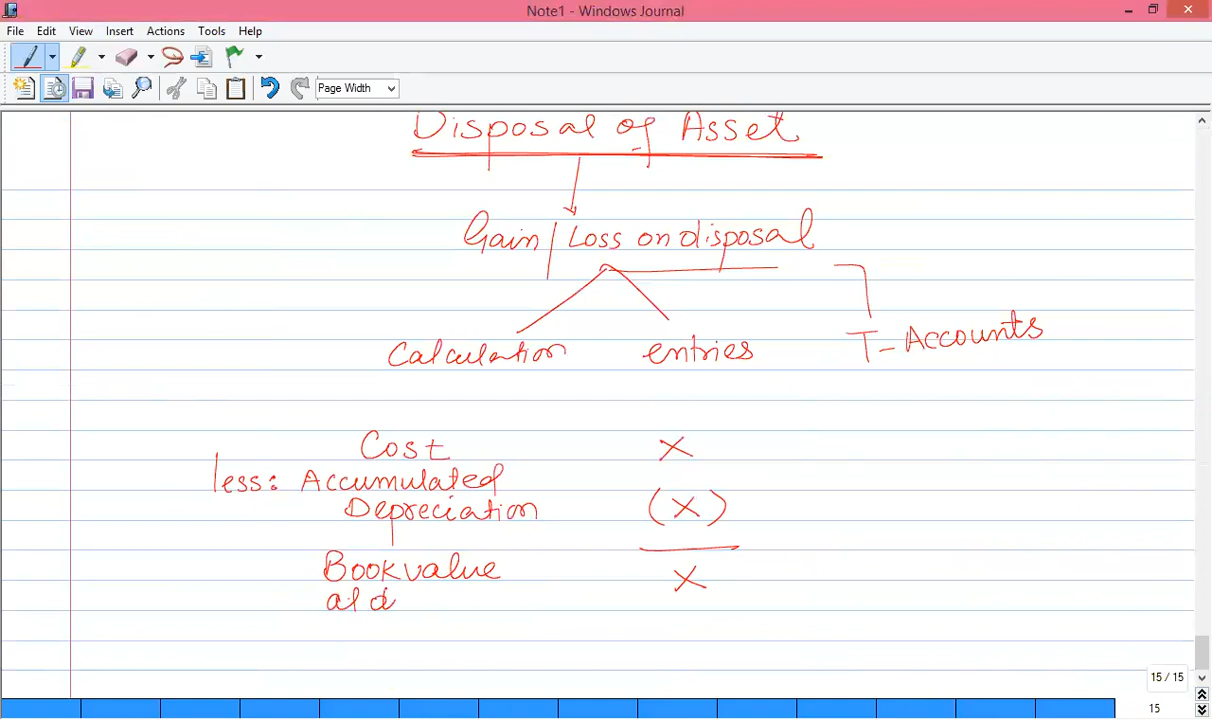 Note1 - Windows Journal
File Edit View Insert Actions Tools Help
Page Width
Disposal of Asset
Gain/Loss on disposal
Calculation entries T-Accounts
Cost X
less: Accumulated
Depreciation (X)
Bookvalue X
at d
15 / 15
15